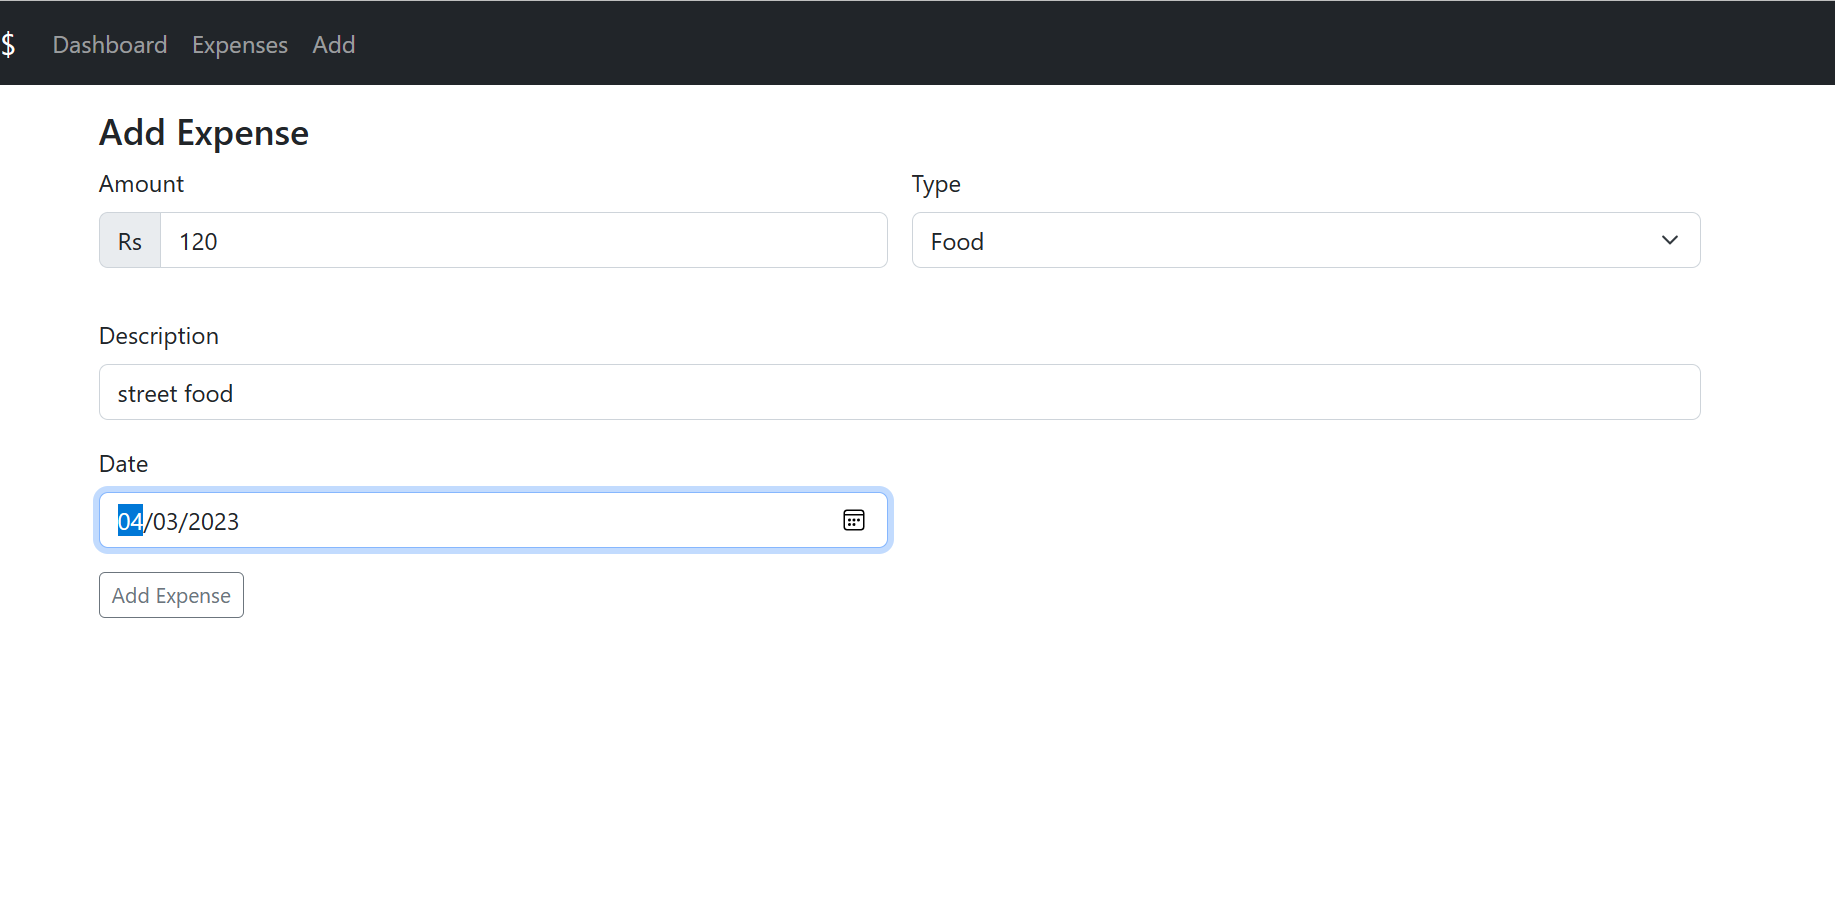 $ Dashboard Expenses Add
Add Expense
Amount Type
Rs 120 Food
Description
street food
Date
04/03/2023
Add Expense